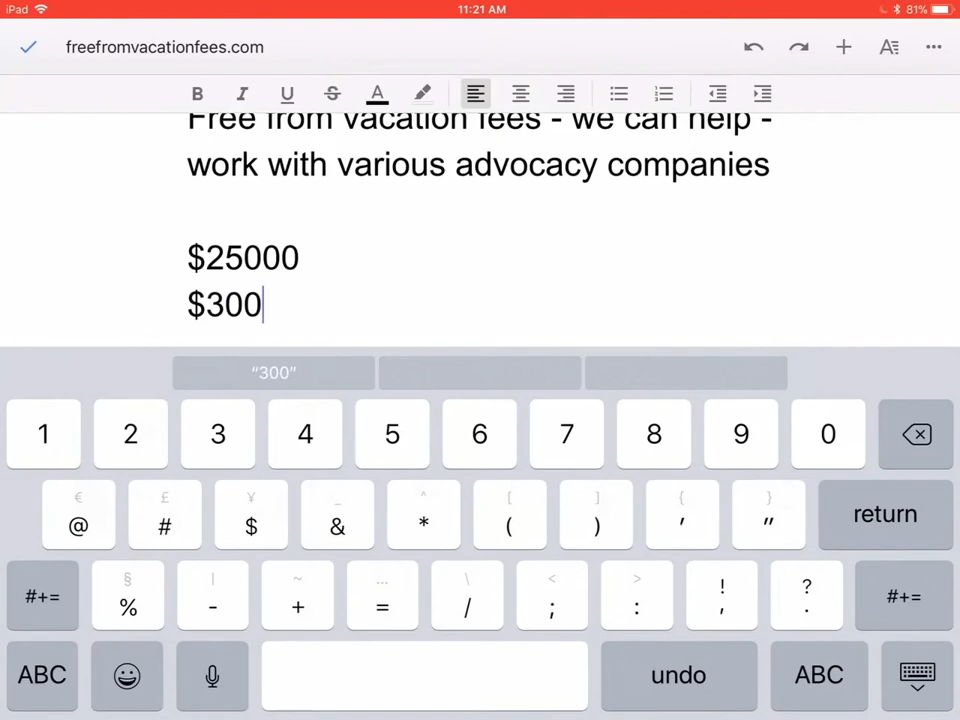 iPad 11:21 AM 81%
freefromvacationfees.com
B I U S A
Free from vacation fees - we can help -
work with various advocacy companies
$25000
$300
“300”
1 2 3 4 5 6 7 8 9 0
€ £ ¥ _ ^ [ ] { }
@ # $ & * ( ) ' " return
§ | ~ … \ < > ! ?
#+= % - + = / ; : , . #+=
ABC undo ABC